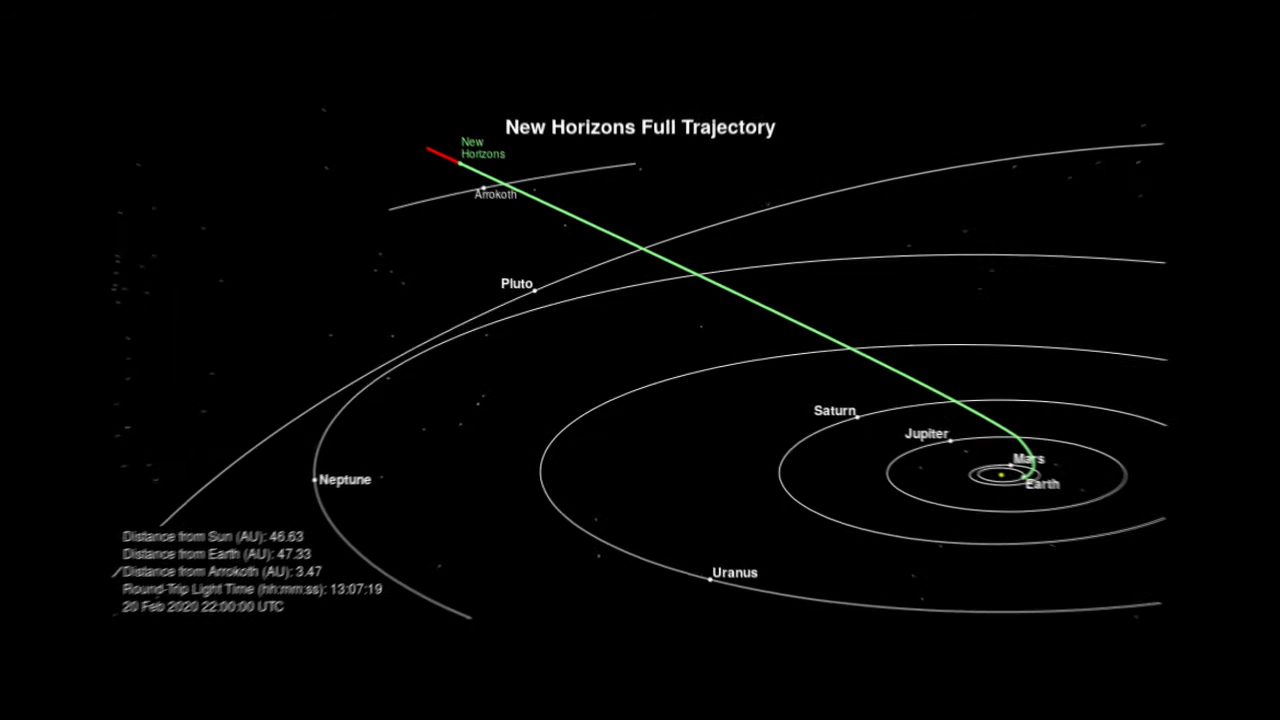 New Horizons Full Trajectory
New
Horizons
Arrokoth
Pluto
Saturn
Jupiter
Mars
Earth
Neptune
Uranus
Distance from Sun (AU): 46.63
Distance from Earth (AU): 47.33
Distance from Arrokoth (AU): 3.47
Round-Trip Light Time (hh:mm:ss): 13:07:19
20 Feb 2020 22:00:00 UTC